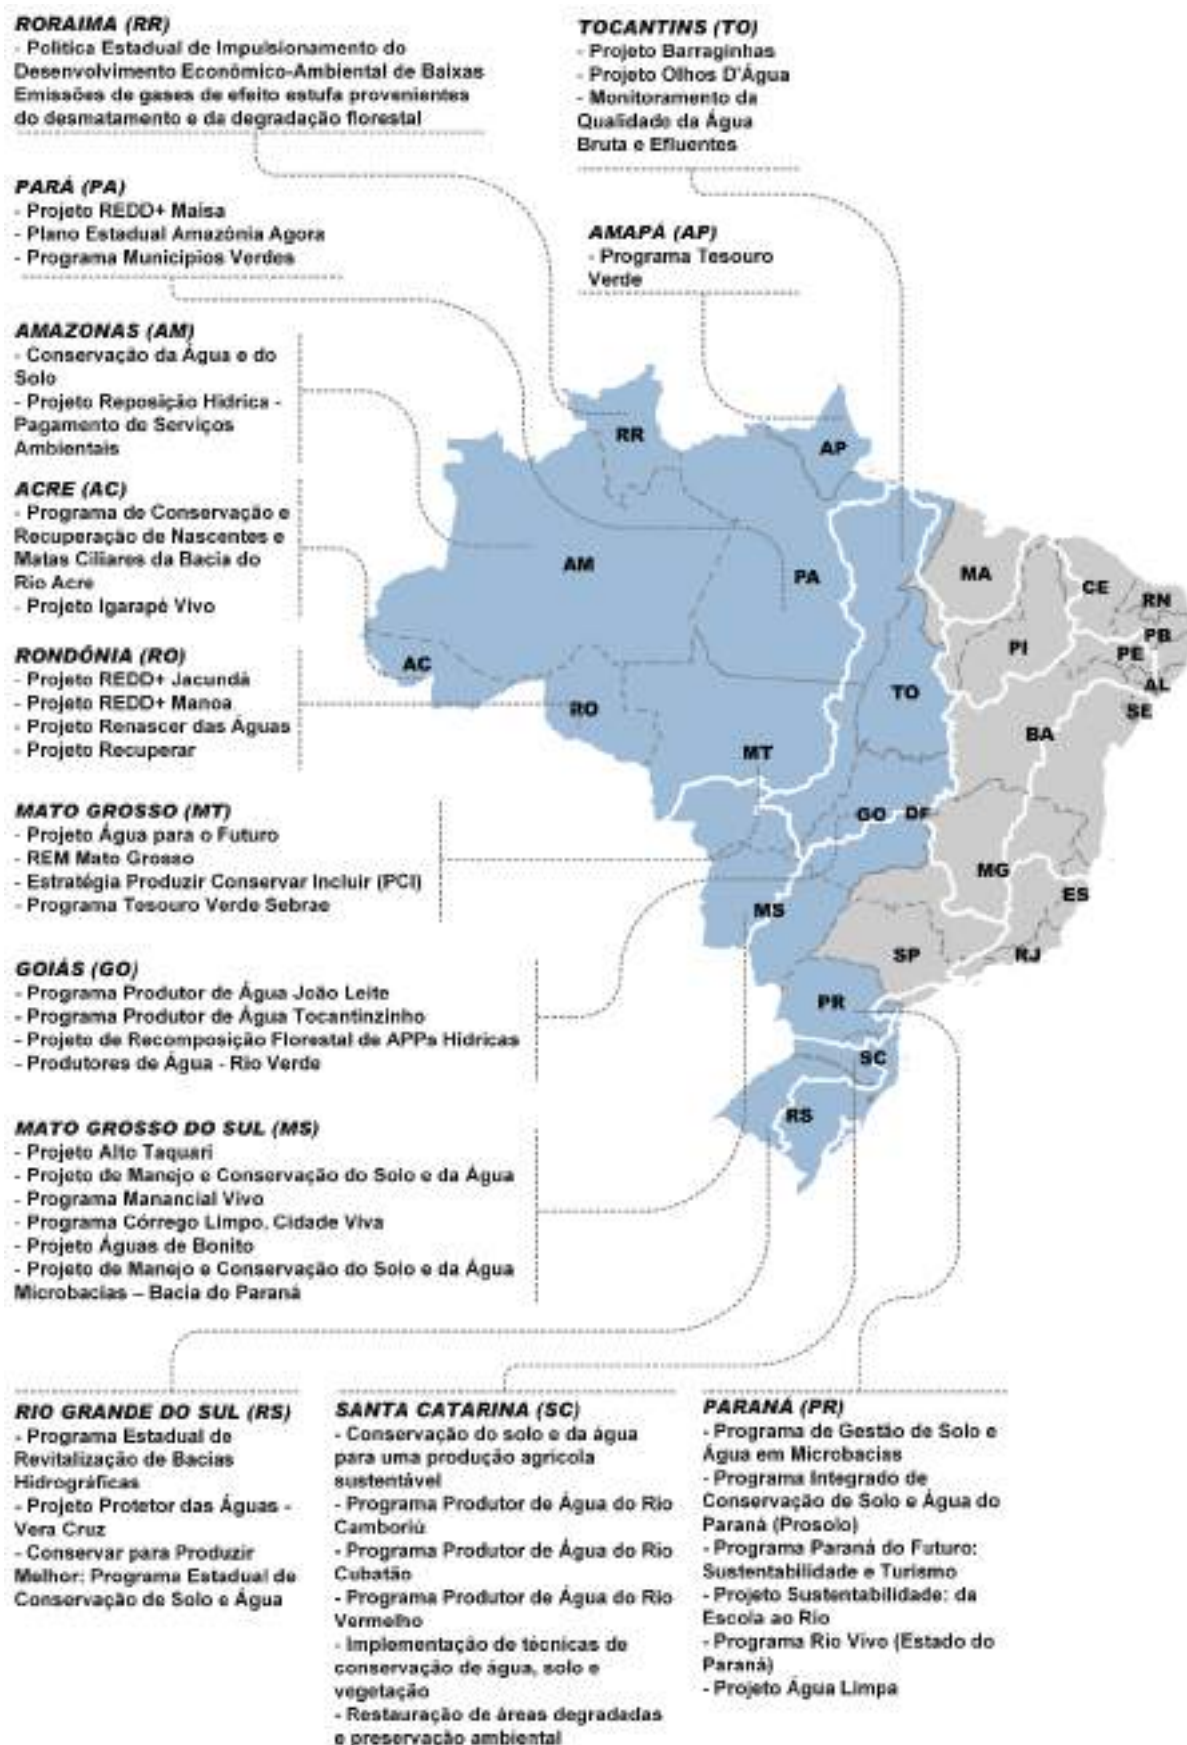 RORAIMA (RR)
- Política Estadual de Impulsionamento do
Desenvolvimento Econômico-Ambiental de Baixas
Emissões de gases de efeito estufa provenientes
do desmatamento e da degradação florestal
TOCANTINS (TO)
- Projeto Barraginhas
- Projeto Olhos D'Água
- Monitoramento da
Qualidade da Água
Bruta e Efluentes
PARÁ (PA)
- Projeto REDD+ Maísa
- Plano Estadual Amazônia Agora
- Programa Municípios Verdes
AMAPÁ (AP)
- Programa Tesouro
Verde
AMAZONAS (AM)
- Conservação da Água e do
Solo
- Projeto Reposição Hídrica -
Pagamento de Serviços
Ambientais
ACRE (AC)
- Programa de Conservação e
Recuperação de Nascentes e
Matas Ciliares da Bacia do
Rio Acre
- Projeto Igarapé Vivo
RONDÔNIA (RO)
- Projeto REDD+ Jacundá
- Projeto REDD+ Manoa
- Projeto Renascer das Águas
- Projeto Recuperar
MATO GROSSO (MT)
- Projeto Água para o Futuro
- REM Mato Grosso
- Estratégia Produzir Conservar Incluir (PCI)
- Programa Tesouro Verde Sebrae
GOIÁS (GO)
- Programa Produtor de Água João Leite
- Programa Produtor de Água Tocantinzinho
- Projeto de Recomposição Florestal de APPs Hídricas
- Produtores de Água - Rio Verde
MATO GROSSO DO SUL (MS)
- Projeto Alto Taquari
- Projeto de Manejo e Conservação do Solo e da Água
- Programa Manancial Vivo
- Programa Córrego Limpo, Cidade Viva
- Projeto Águas de Bonito
- Projeto de Manejo e Conservação do Solo e da Água
Microbacias – Bacia do Paraná
RR
AP
AM
PA
MA
CE
RN
PB
PI
PE
AC
TO
AL
RO
SE
BA
MT
GO
DF
MG
ES
MS
SP
RJ
PR
SC
RS
RIO GRANDE DO SUL (RS)
- Programa Estadual de
Revitalização de Bacias
Hidrográficas
- Projeto Protetor das Águas -
Vera Cruz
- Conservar para Produzir
Melhor: Programa Estadual de
Conservação de Solo e Água
SANTA CATARINA (SC)
- Conservação do solo e da água
para uma produção agrícola
sustentável
- Programa Produtor de Água do Rio
Camboriú
- Programa Produtor de Água do Rio
Cubatão
- Programa Produtor de Água do Rio
Vermelho
- Implementação de técnicas de
conservação de água, solo e
vegetação
- Restauração de áreas degradadas
e preservação ambiental
PARANÁ (PR)
- Programa de Gestão de Solo e
Água em Microbacias
- Programa Integrado de
Conservação de Solo e Água do
Paraná (Prosolo)
- Programa Paraná do Futuro:
Sustentabilidade e Turismo
- Projeto Sustentabilidade: da
Escola ao Rio
- Programa Rio Vivo (Estado do
Paraná)
- Projeto Água Limpa